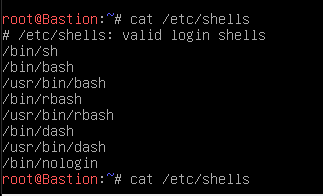 root@Bastion:~# cat /etc/shells
# /etc/shells: valid login shells
/bin/sh
/bin/bash
/usr/bin/bash
/bin/rbash
/usr/bin/rbash
/bin/dash
/usr/bin/dash
/bin/nologin
root@Bastion:~# cat /etc/shells